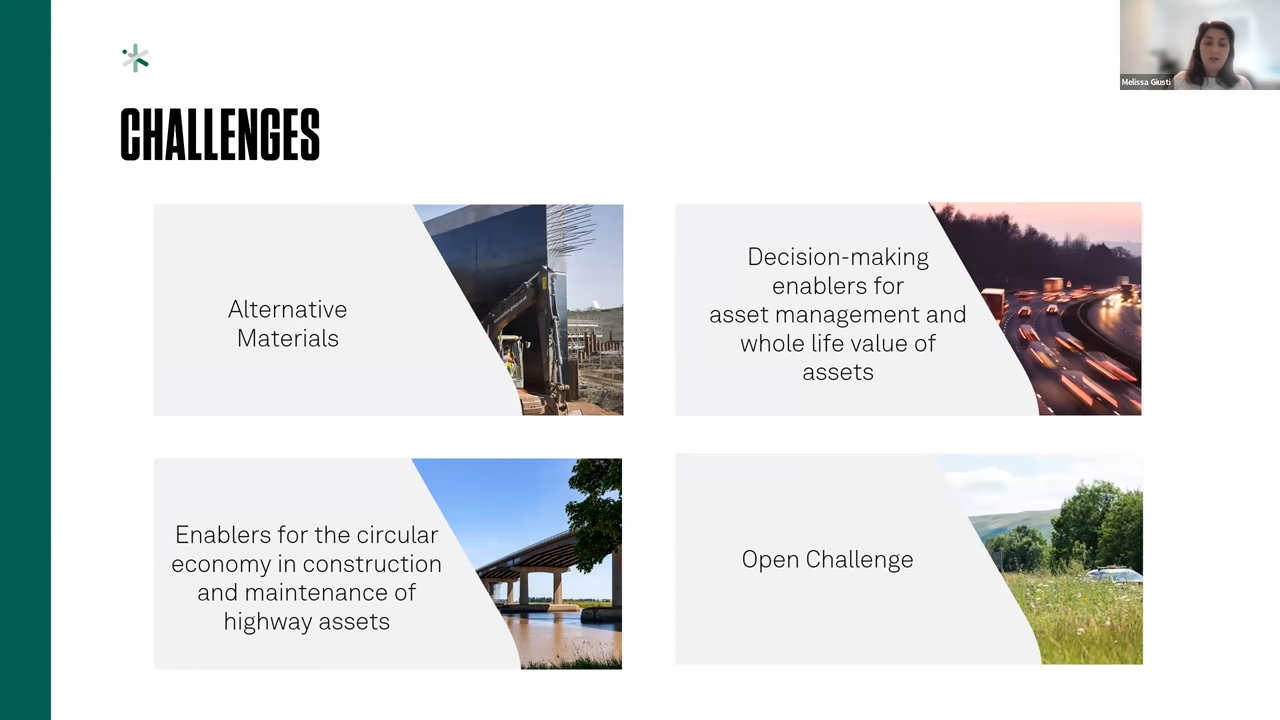 Melissa Giusti
CHALLENGES
Alternative
Materials
Decision-making
enablers for
asset management and
whole life value of
assets
Enablers for the circular
economy in construction
and maintenance of
highway assets
Open Challenge